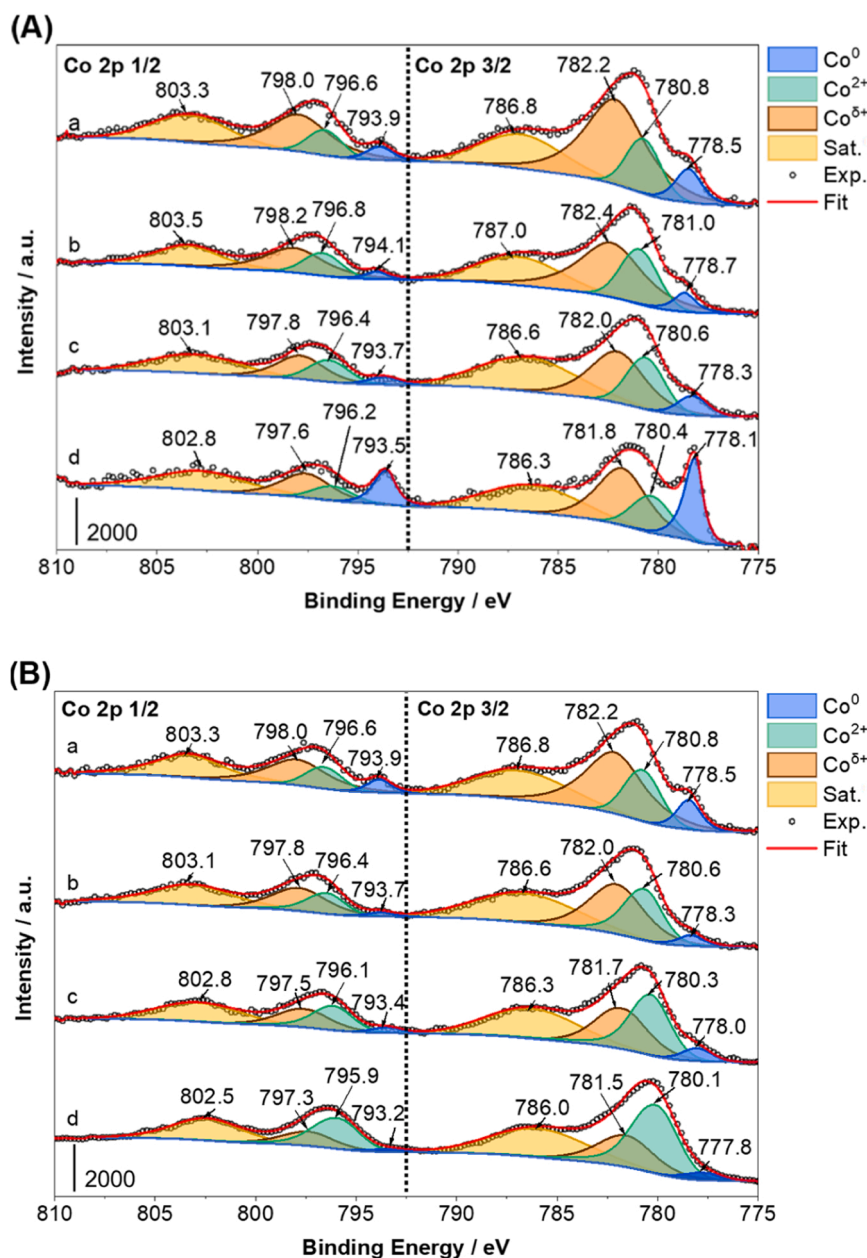 (A)
Co 2p 1/2
Co 2p 3/2
803.3
798.0
796.6
793.9
786.8
782.2
780.8
778.5
a
803.5
798.2
796.8
794.1
787.0
782.4
781.0
778.7
b
803.1
797.8
796.4
793.7
786.6
782.0
780.6
778.3
c
802.8
797.6
796.2
793.5
786.3
781.8
780.4
778.1
d
2000
Intensity / a.u.
810
805
800
795
790
785
780
775
Binding Energy / eV
Co⁰
Co²⁺
Coᵟ⁺
Sat.
Exp.
Fit
(B)
Co 2p 1/2
Co 2p 3/2
803.3
798.0
796.6
793.9
786.8
782.2
780.8
778.5
a
803.1
797.8
796.4
793.7
786.6
782.0
780.6
778.3
b
802.8
797.5
796.1
793.4
786.3
781.7
780.3
778.0
c
802.5
797.3
795.9
793.2
786.0
781.5
780.1
777.8
d
2000
Intensity / a.u.
810
805
800
795
790
785
780
775
Binding Energy / eV
Co⁰
Co²⁺
Coᵟ⁺
Sat.
Exp.
Fit